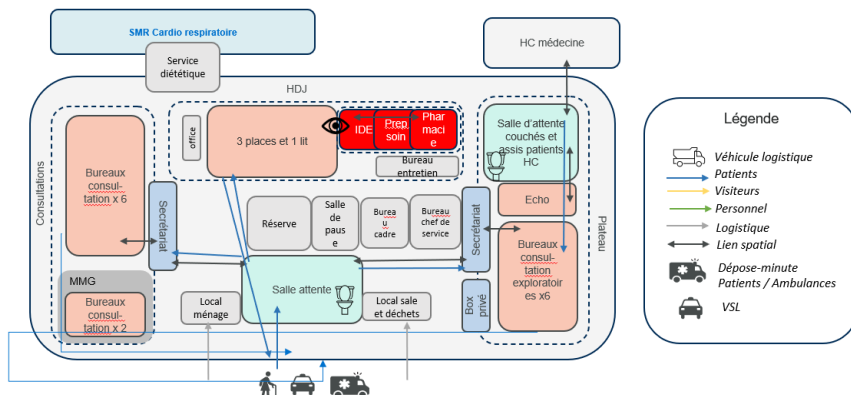 SMR Cardio respiratoire
HC médecine
Service
diététique
HDJ
office
3 places et 1 lit
IDE
Prep
soin
Phar
maci
e
Bureau
entretien
Salle d'attente
couchés et
assis patients
HC
Echo
Consultations
Bureaux
consul-
tation x 6
Secrétariat
Réserve
Salle
de
paus
e
Burea
u
cadre
Bureau
chef de
service
Secrétariat
Plateau
Bureaux
consul-
tation
exploratoir
es x6
MMG
Bureaux
consul-
tation x 2
Local
ménage
Salle attente
Local sale
et déchets
Box
privé
Légende
Véhicule logistique
Patients
Visiteurs
Personnel
Logistique
Lien spatial
Dépose-minute
Patients / Ambulances
VSL